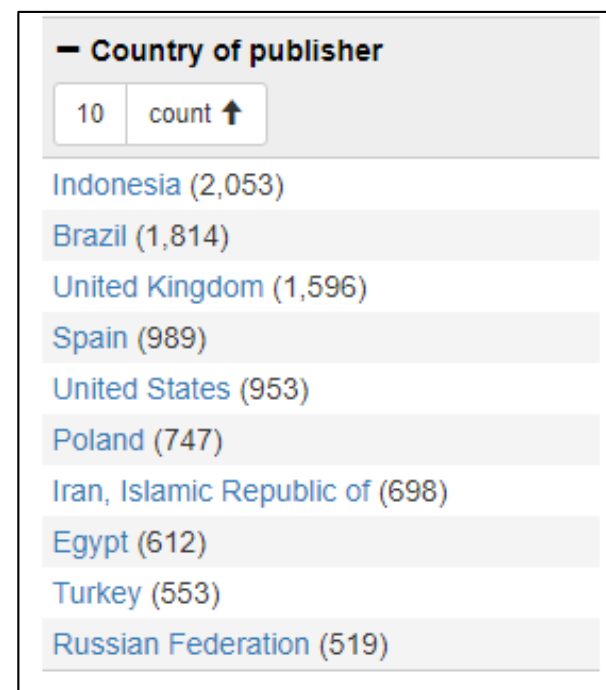 − Country of publisher
10 count ↑
Indonesia (2,053)
Brazil (1,814)
United Kingdom (1,596)
Spain (989)
United States (953)
Poland (747)
Iran, Islamic Republic of (698)
Egypt (612)
Turkey (553)
Russian Federation (519)